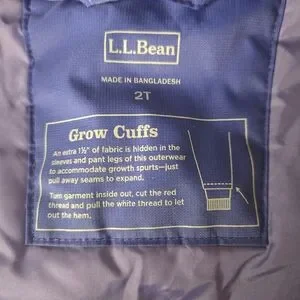 L.L.Bean
MADE IN BANGLADESH
2T
Grow Cuffs
An extra 1½" of fabric is hidden in the
sleeves and pant legs of this outerwear
to accommodate growth spurts—just
pull away seams to expand.
Turn garment inside out, cut the red
thread and pull the white thread to let
out the hem.